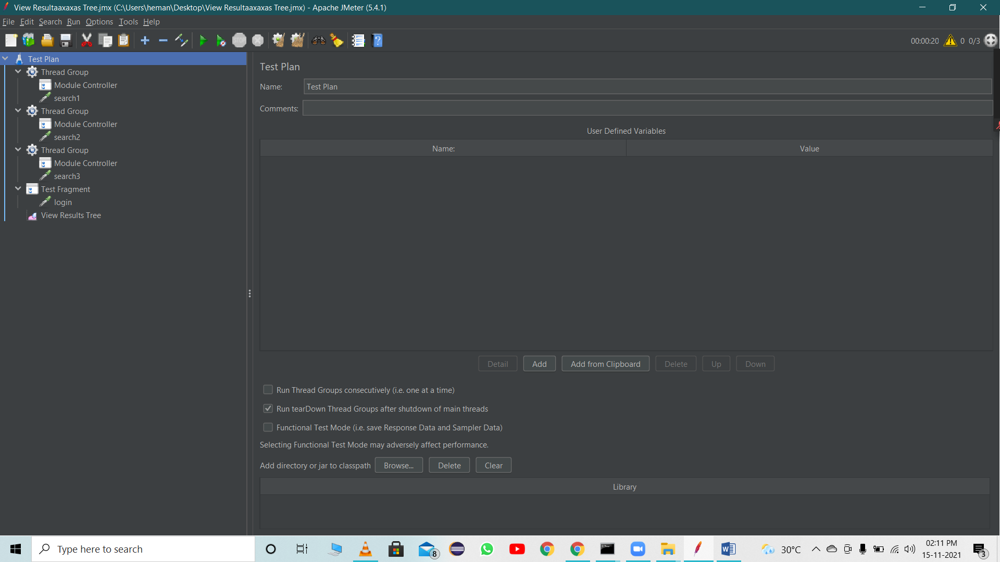 View Resultaaxaxas Tree.jmx (C:\Users\heman\Desktop\View Resultaaxaxas Tree.jmx) - Apache JMeter (5.4.1)
File Edit Search Run Options Tools Help
STOP
00:00:20 0 0/3
Test Plan
Thread Group
Module Controller
search1
Thread Group
Module Controller
search2
Thread Group
Module Controller
search3
Test Fragment
login
View Results Tree
Test Plan
Name: Test Plan
Comments:
User Defined Variables
Name: Value
Detail Add Add from Clipboard Delete Up Down
Run Thread Groups consecutively (i.e. one at a time)
Run tearDown Thread Groups after shutdown of main threads
Functional Test Mode (i.e. save Response Data and Sampler Data)
Selecting Functional Test Mode may adversely affect performance.
Add directory or jar to classpath Browse... Delete Clear
Library
Type here to search
8
W
30°C
02:11 PM
15-11-2021
3